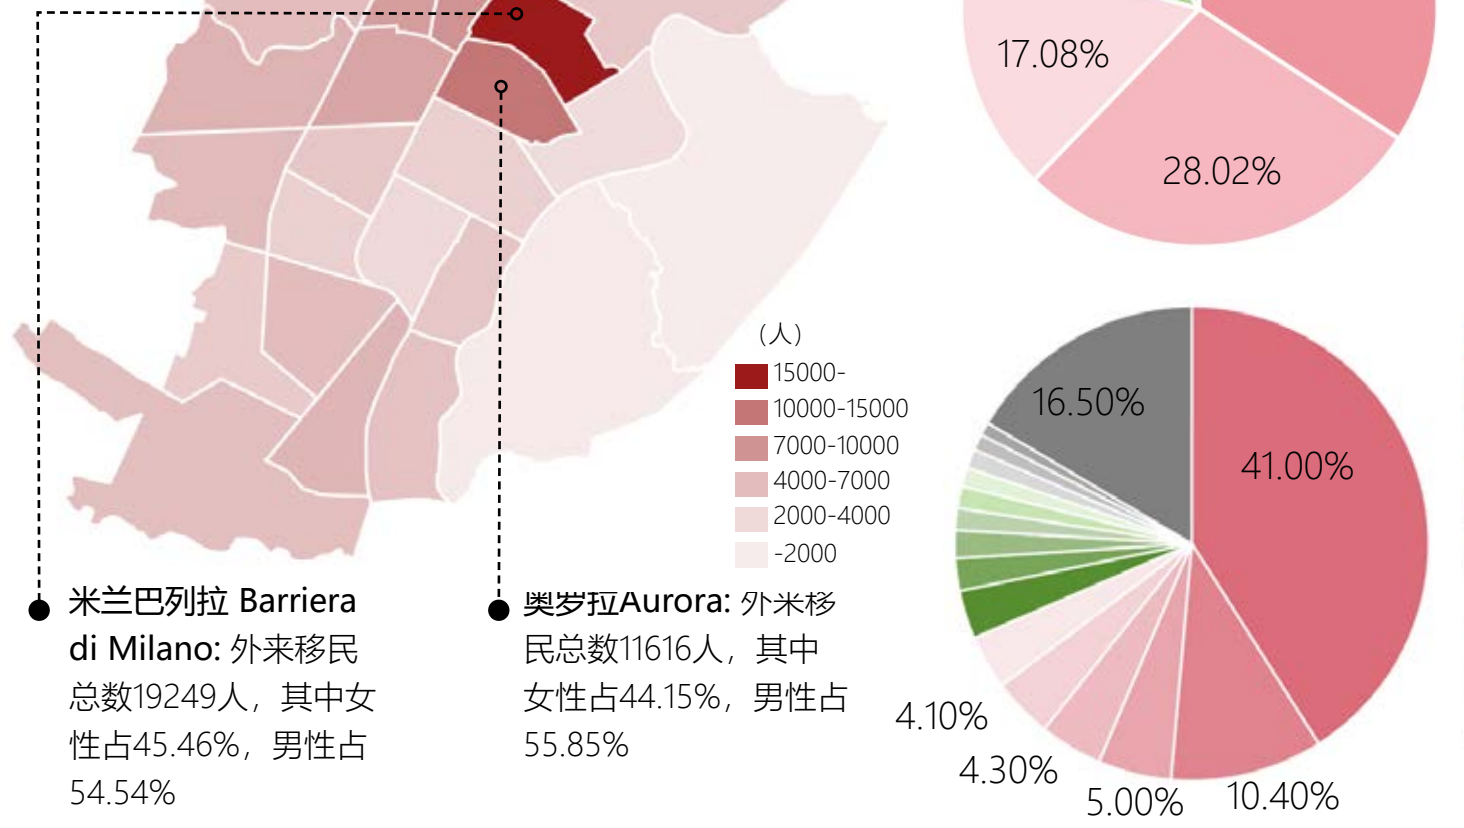 17.08%
28.02%
(人)
15000-
10000-15000
7000-10000
4000-7000
2000-4000
-2000
16.50%
41.00%
4.10%
4.30%
5.00%
10.40%
米兰巴列拉 Barriera
di Milano: 外来移民
总数19249人，其中女
性占45.46%，男性占
54.54%
奥罗拉Aurora: 外来移
民总数11616人，其中
女性占44.15%，男性占
55.85%